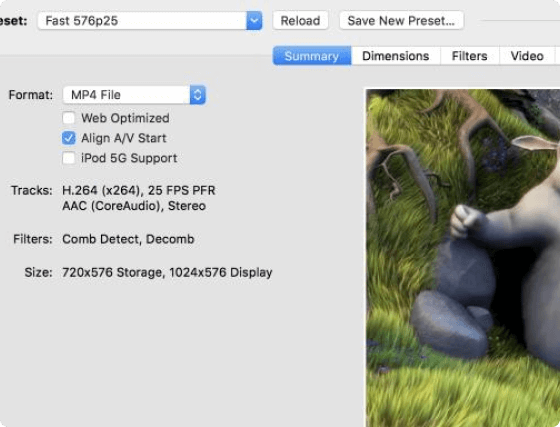 eset: Fast 576p25 Reload Save New Preset...
Summary Dimensions Filters Video
Format: MP4 File
Web Optimized
Align A/V Start
iPod 5G Support
Tracks: H.264 (x264), 25 FPS PFR
AAC (CoreAudio), Stereo
Filters: Comb Detect, Decomb
Size: 720x576 Storage, 1024x576 Display